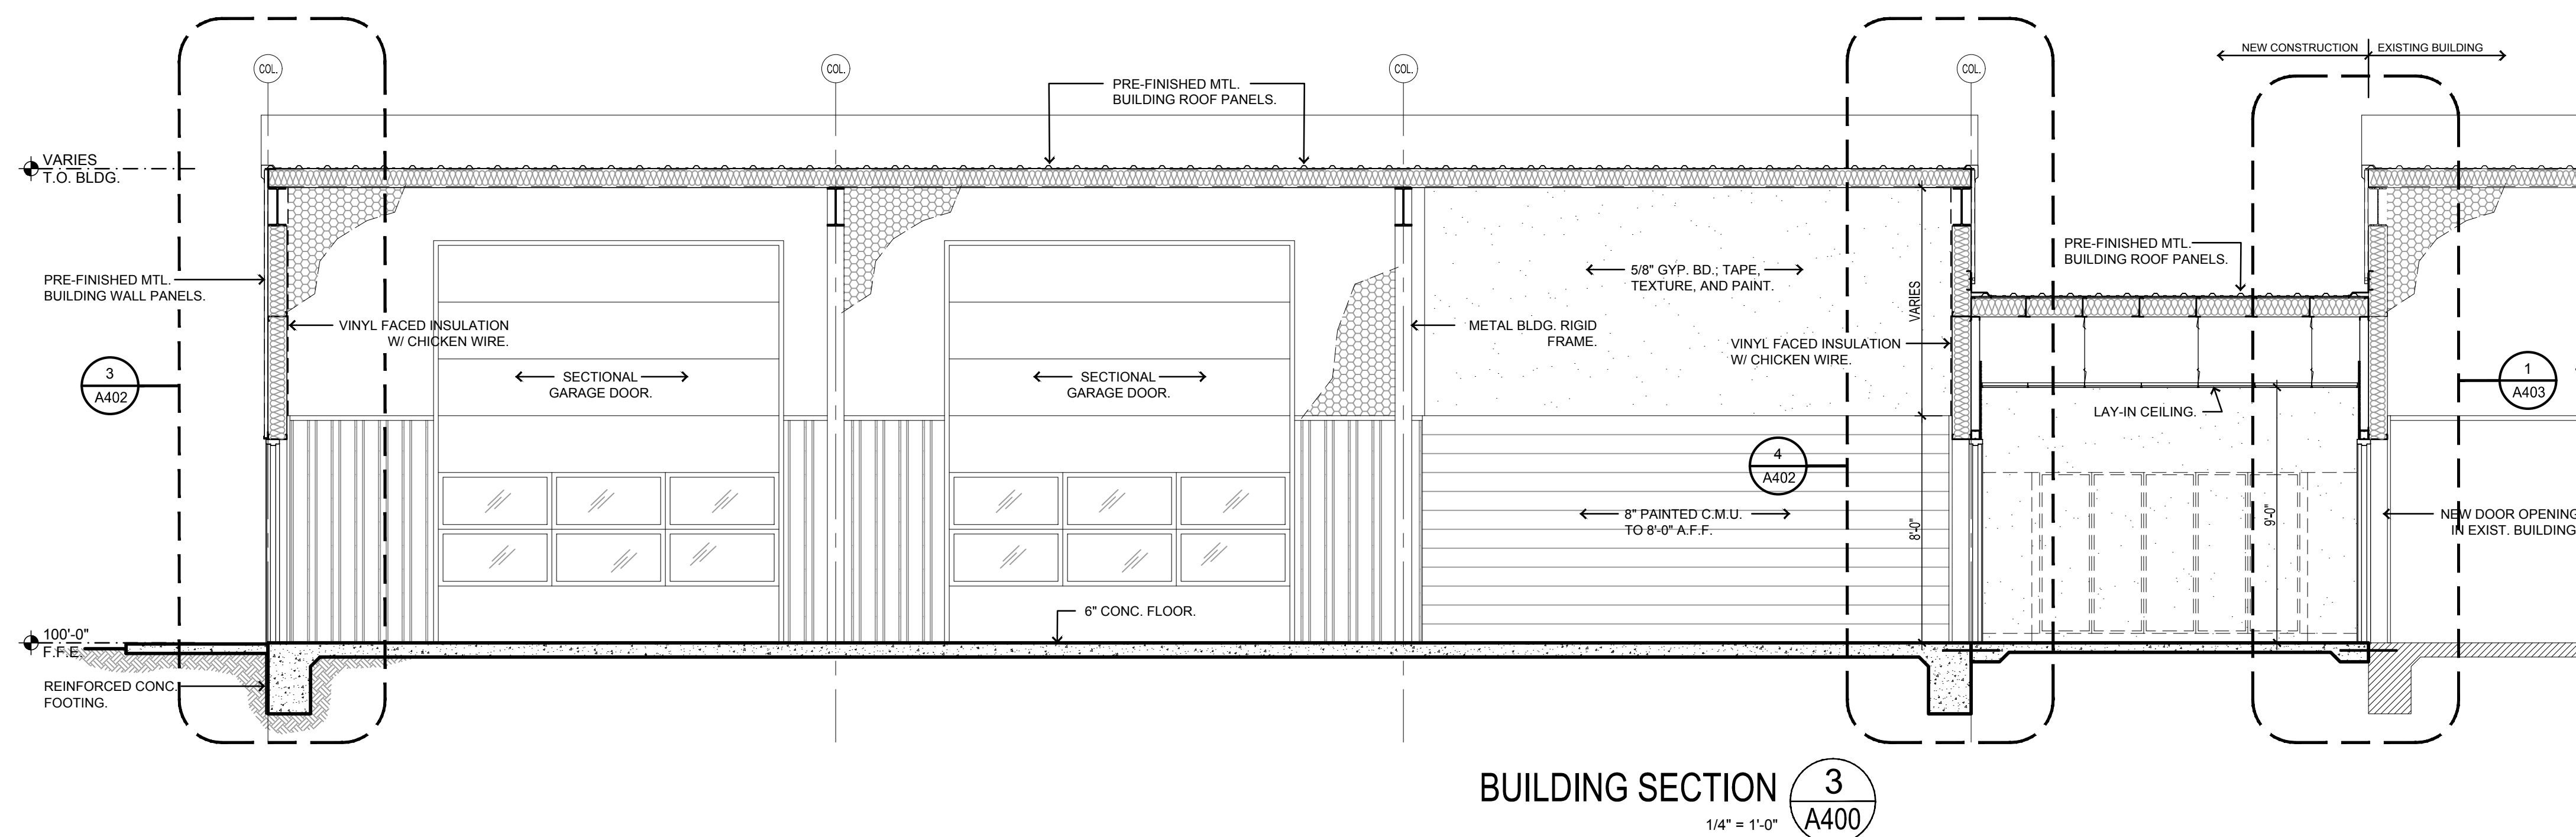 COL.
COL.
COL.
COL.
NEW CONSTRUCTION
EXISTING BUILDING
PRE-FINISHED MTL.
BUILDING ROOF PANELS.
VARIES
T.O. BLDG.
PRE-FINISHED MTL.
BUILDING WALL PANELS.
VINYL FACED INSULATION
W/ CHICKEN WIRE.
3
A402
SECTIONAL
GARAGE DOOR.
SECTIONAL
GARAGE DOOR.
METAL BLDG. RIGID
FRAME.
5/8" GYP. BD.; TAPE,
TEXTURE, AND PAINT.
VARIES
VINYL FACED INSULATION
W/ CHICKEN WIRE.
PRE-FINISHED MTL.
BUILDING ROOF PANELS.
LAY-IN CEILING.
1
A403
4
A402
8" PAINTED C.M.U.
TO 8'-0" A.F.F.
8'-0"
9'-0"
NEW DOOR OPENING
IN EXIST. BUILDING
6" CONC. FLOOR.
100'-0"
F.F.E.
REINFORCED CONC.
FOOTING.
BUILDING SECTION
1/4" = 1'-0"
3
A400